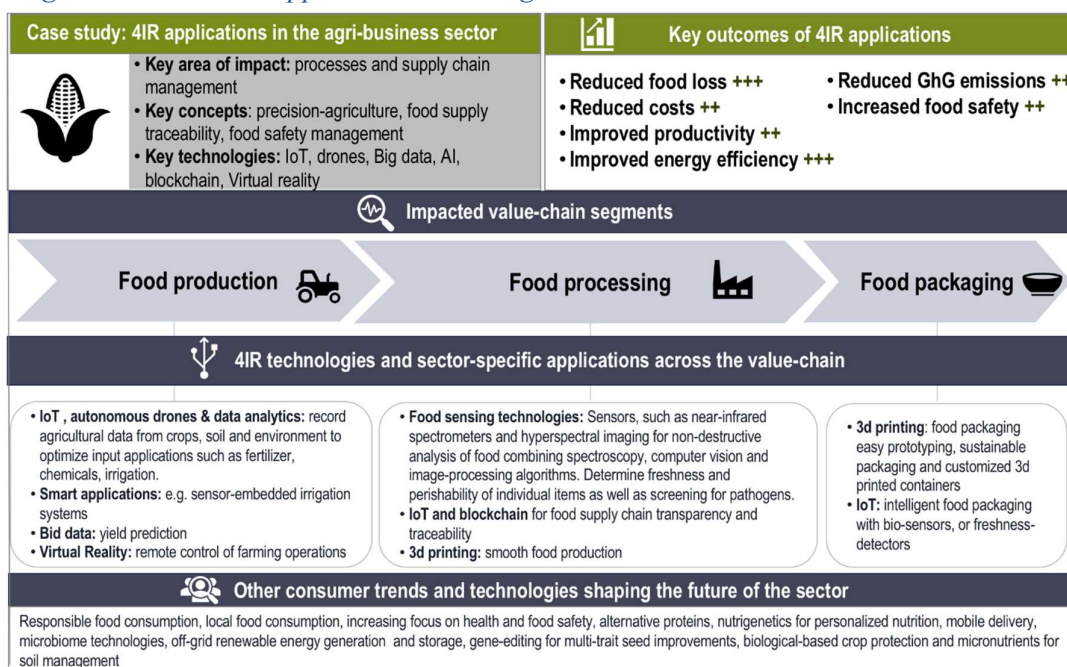 Case study: 4IR applications in the agri-business sector
• Key area of impact: processes and supply chain
management
• Key concepts: precision-agriculture, food supply
traceability, food safety management
• Key technologies: IoT, drones, Big data, AI,
blockchain, Virtual reality
Key outcomes of 4IR applications
• Reduced food loss +++
• Reduced costs ++
• Improved productivity ++
• Improved energy efficiency +++
• Reduced GhG emissions ++
• Increased food safety ++
Impacted value-chain segments
Food production
Food processing
Food packaging
4IR technologies and sector-specific applications across the value-chain
• IoT , autonomous drones & data analytics: record
agricultural data from crops, soil and environment to
optimize input applications such as fertilizer,
chemicals, irrigation.
• Smart applications: e.g. sensor-embedded irrigation
systems
• Bid data: yield prediction
• Virtual Reality: remote control of farming operations
• Food sensing technologies: Sensors, such as near-infrared
spectrometers and hyperspectral imaging for non-destructive
analysis of food combining spectroscopy, computer vision and
image-processing algorithms. Determine freshness and
perishability of individual items as well as screening for pathogens.
• IoT and blockchain for food supply chain transparency and
traceability
• 3d printing: smooth food production
• 3d printing: food packaging
easy prototyping, sustainable
packaging and customized 3d
printed containers
• IoT: intelligent food packaging
with bio-sensors, or freshness-
detectors
Other consumer trends and technologies shaping the future of the sector
Responsible food consumption, local food consumption, increasing focus on health and food safety, alternative proteins, nutrigenetics for personalized nutrition, mobile delivery,
microbiome technologies, off-grid renewable energy generation and storage, gene-editing for multi-trait seed improvements, biological-based crop protection and micronutrients for
soil management